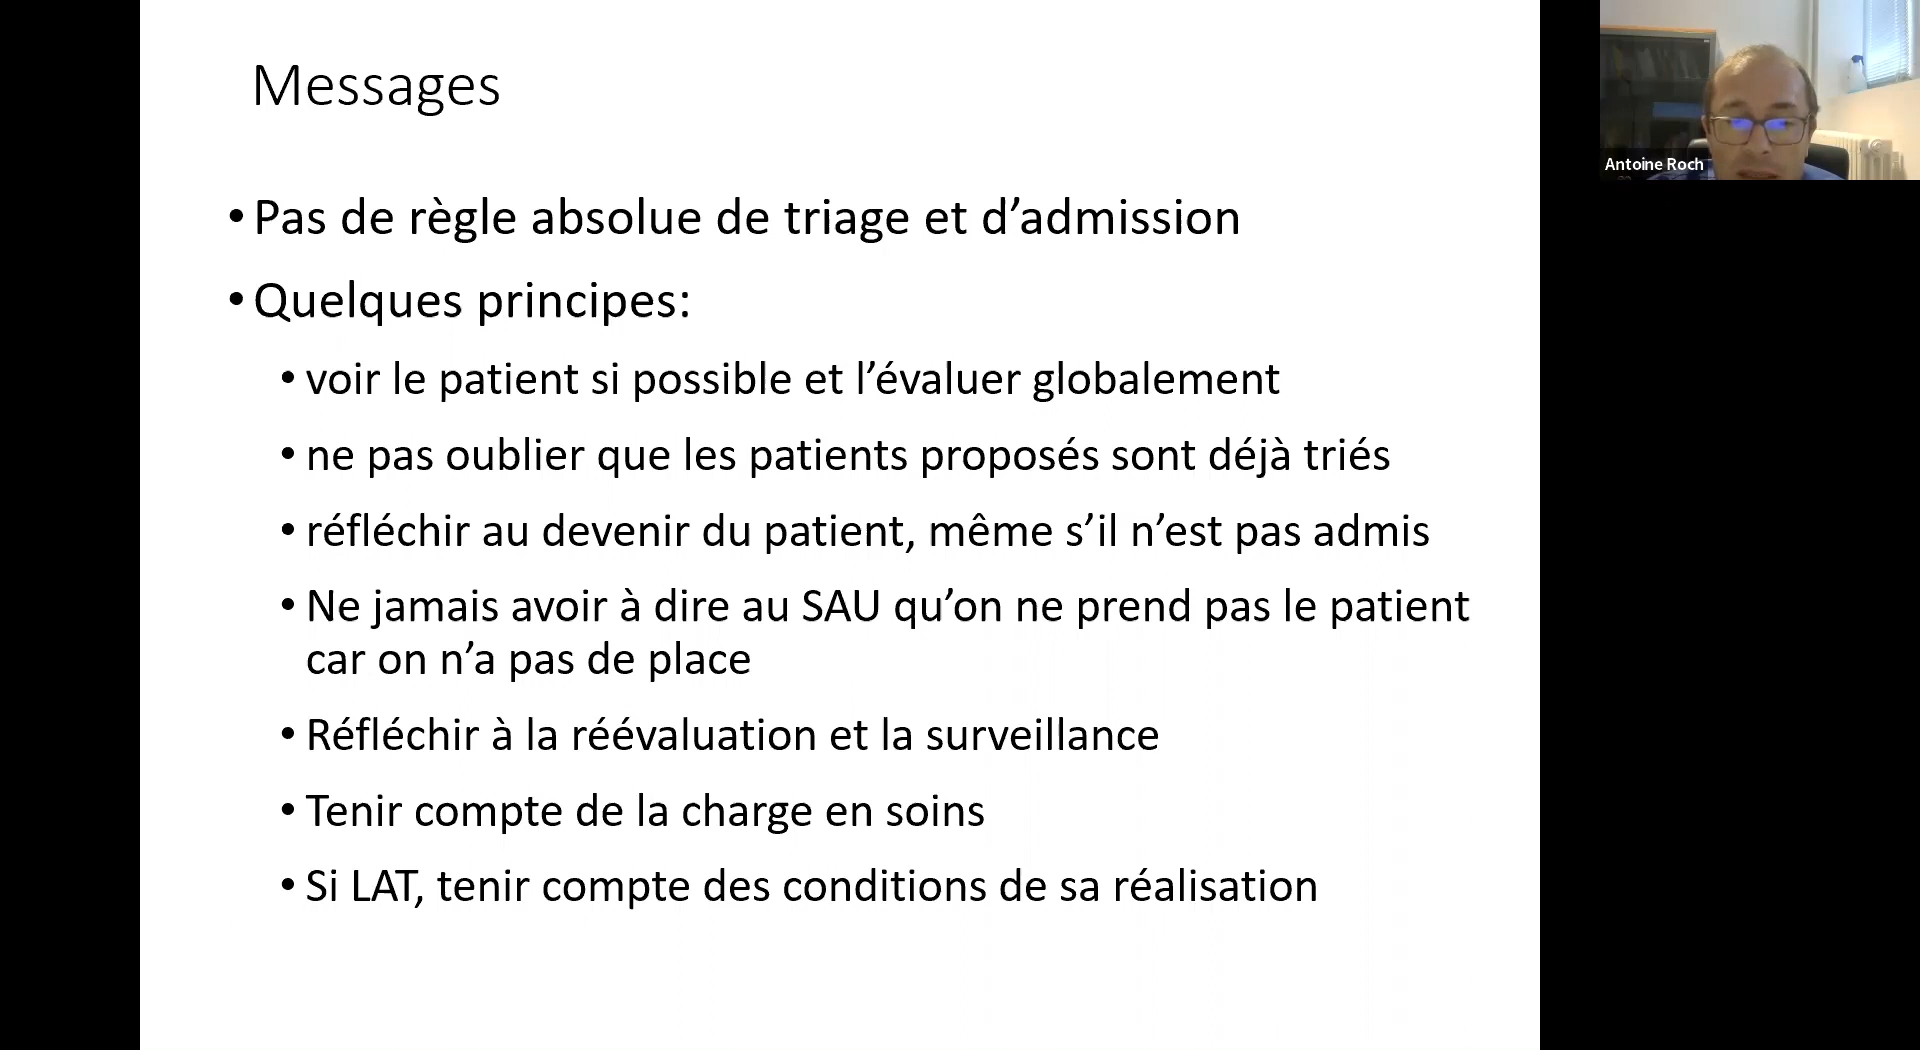 Messages
• Pas de règle absolue de triage et d’admission
• Quelques principes:
• voir le patient si possible et l’évaluer globalement
• ne pas oublier que les patients proposés sont déjà triés
• réfléchir au devenir du patient, même s’il n’est pas admis
• Ne jamais avoir à dire au SAU qu’on ne prend pas le patient
car on n’a pas de place
• Réfléchir à la réévaluation et la surveillance
• Tenir compte de la charge en soins
• Si LAT, tenir compte des conditions de sa réalisation
Antoine Roch